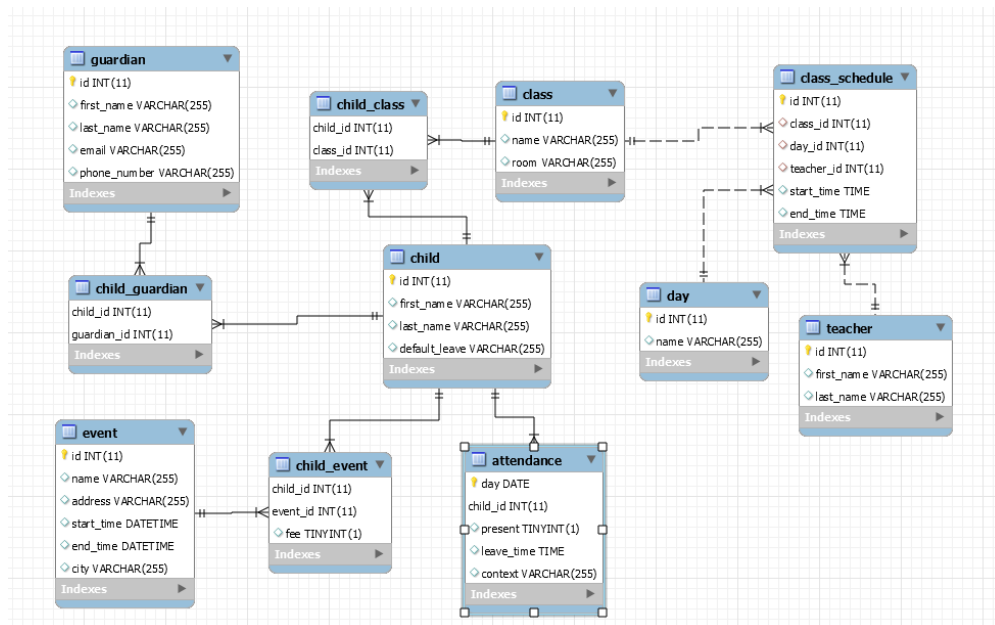 guardian
id INT(11)
first_name VARCHAR(255)
last_name VARCHAR(255)
email VARCHAR(255)
phone_number VARCHAR(255)
Indexes
child_class
child_id INT(11)
class_id INT(11)
Indexes
class
id INT(11)
name VARCHAR(255)
room VARCHAR(255)
Indexes
class_schedule
id INT(11)
class_id INT(11)
day_id INT(11)
teacher_id INT(11)
start_time TIME
end_time TIME
Indexes
child_guardian
child_id INT(11)
guardian_id INT(11)
Indexes
child
id INT(11)
first_name VARCHAR(255)
last_name VARCHAR(255)
default_leave VARCHAR(255)
Indexes
day
id INT(11)
name VARCHAR(255)
Indexes
teacher
id INT(11)
first_name VARCHAR(255)
last_name VARCHAR(255)
Indexes
event
id INT(11)
name VARCHAR(255)
address VARCHAR(255)
start_time DATETIME
end_time DATETIME
city VARCHAR(255)
Indexes
child_event
child_id INT(11)
event_id INT(11)
fee TINYINT(1)
Indexes
attendance
day DATE
child_id INT(11)
present TINYINT(1)
leave_time TIME
context VARCHAR(255)
Indexes